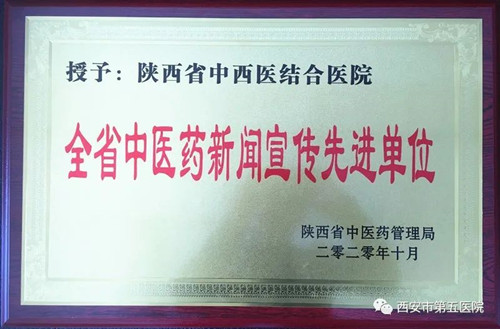 授予：陕西省中西医结合医院
全省中医药新闻宣传先进单位
陕西省中医药管理局
二零二零年十月
西安市第五医院